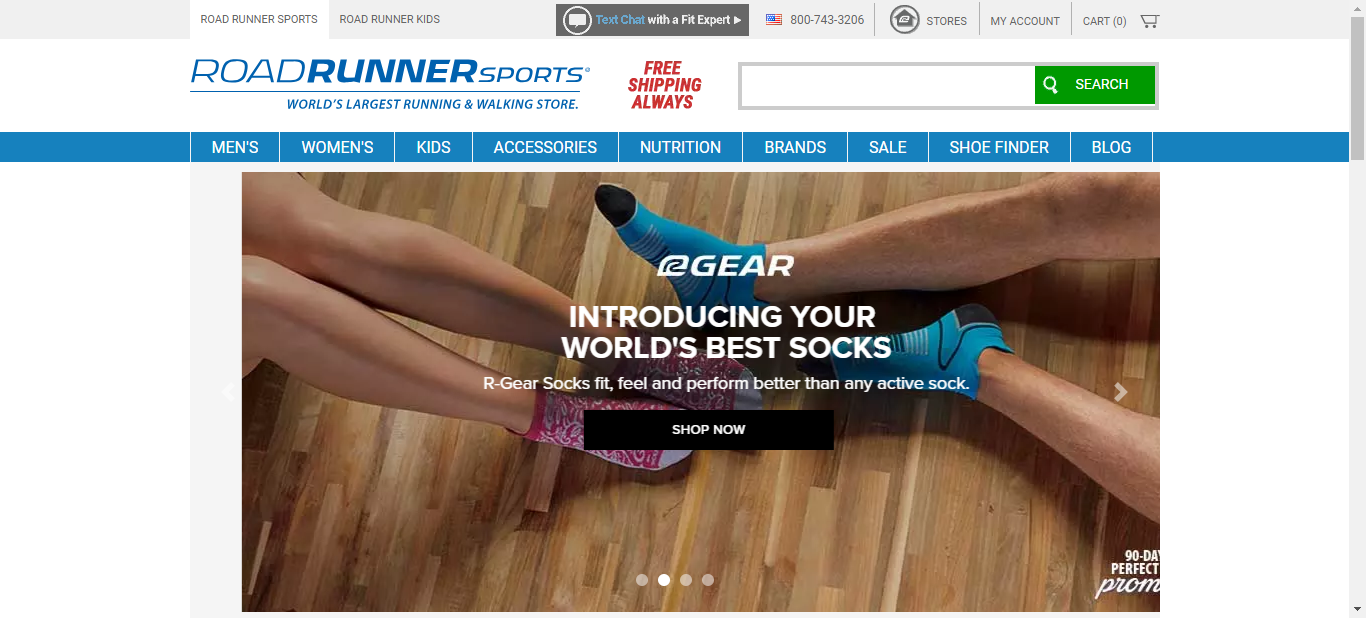 ROAD RUNNER SPORTS
ROAD RUNNER KIDS
Text Chat with a Fit Expert
800-743-3206
STORES
MY ACCOUNT
CART (0)
ROADRUNNERSPORTS®
WORLD'S LARGEST RUNNING & WALKING STORE.
FREE
SHIPPING
ALWAYS
SEARCH
MEN'S
WOMEN'S
KIDS
ACCESSORIES
NUTRITION
BRANDS
SALE
SHOE FINDER
BLOG
GEAR
INTRODUCING YOUR
WORLD'S BEST SOCKS
R-Gear Socks fit, feel and perform better than any active sock.
SHOP NOW
90-DAY
PERFECT
prom